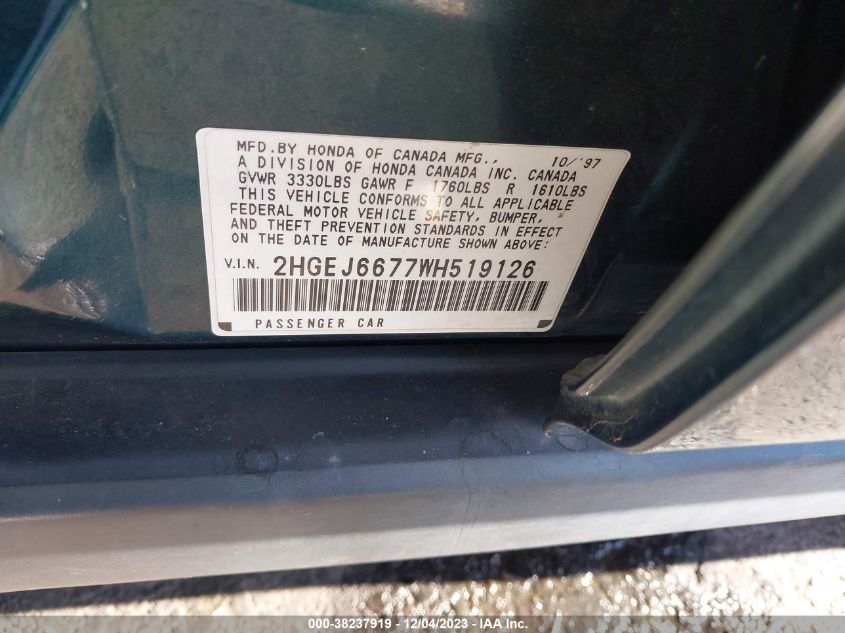 MFD.BY HONDA OF CANADA MFG., 10/'97
A DIVISION OF HONDA CANADA INC. CANADA
GVWR 3330LBS GAWR F 1760LBS R 1610LBS
THIS VEHICLE CONFORMS TO ALL APPLICABLE
FEDERAL MOTOR VEHICLE SAFETY, BUMPER,
AND THEFT PREVENTION STANDARDS IN EFFECT
ON THE DATE OF MANUFACTURE SHOWN ABOVE:
V.I.N. 2HGEJ6677WH519126
PASSENGER CAR
000-38237919 - 12/04/2023 - IAAI.com